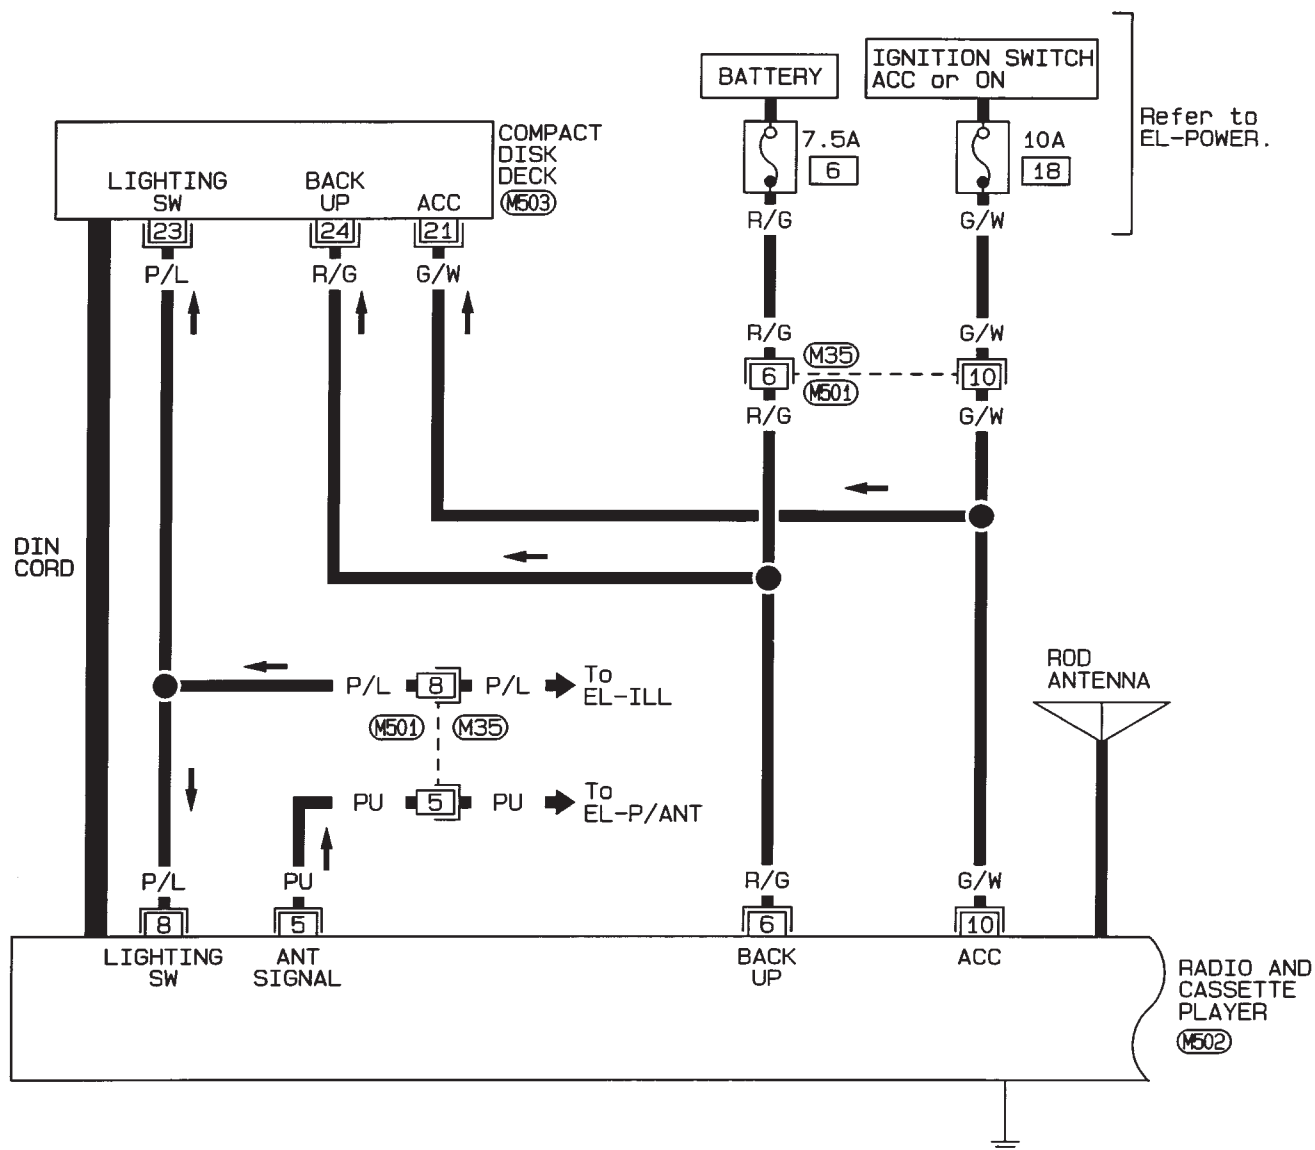 BATTERY
IGNITION SWITCH
ACC or ON
Refer to
EL-POWER.
7.5A
6
10A
18
COMPACT
DISK
DECK
M503
LIGHTING
SW
BACK
UP
ACC
23
24
21
R/G
G/W
P/L
R/G
G/W
R/G
G/W
M35
6
10
M501
R/G
G/W
DIN
CORD
P/L
8
P/L
To
EL-ILL
M501
M35
PU
5
PU
To
EL-P/ANT
ROD
ANTENNA
P/L
PU
R/G
G/W
8
5
6
10
LIGHTING
SW
ANT
SIGNAL
BACK
UP
ACC
RADIO AND
CASSETTE
PLAYER
M502